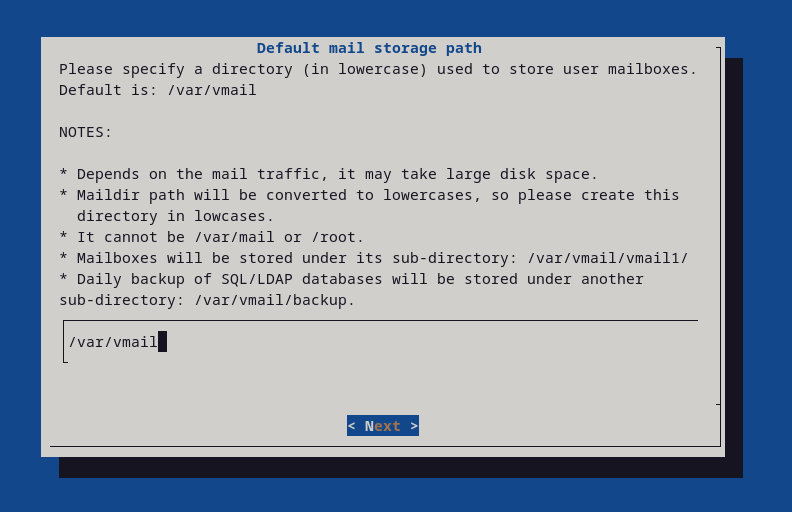 Default mail storage path
Please specify a directory (in lowercase) used to store user mailboxes.
Default is: /var/vmail
NOTES:
* Depends on the mail traffic, it may take large disk space.
* Maildir path will be converted to lowercases, so please create this
directory in lowcases.
* It cannot be /var/mail or /root.
* Mailboxes will be stored under its sub-directory: /var/vmail/vmail1/
* Daily backup of SQL/LDAP databases will be stored under another
sub-directory: /var/vmail/backup.
/var/vmail
< Next >